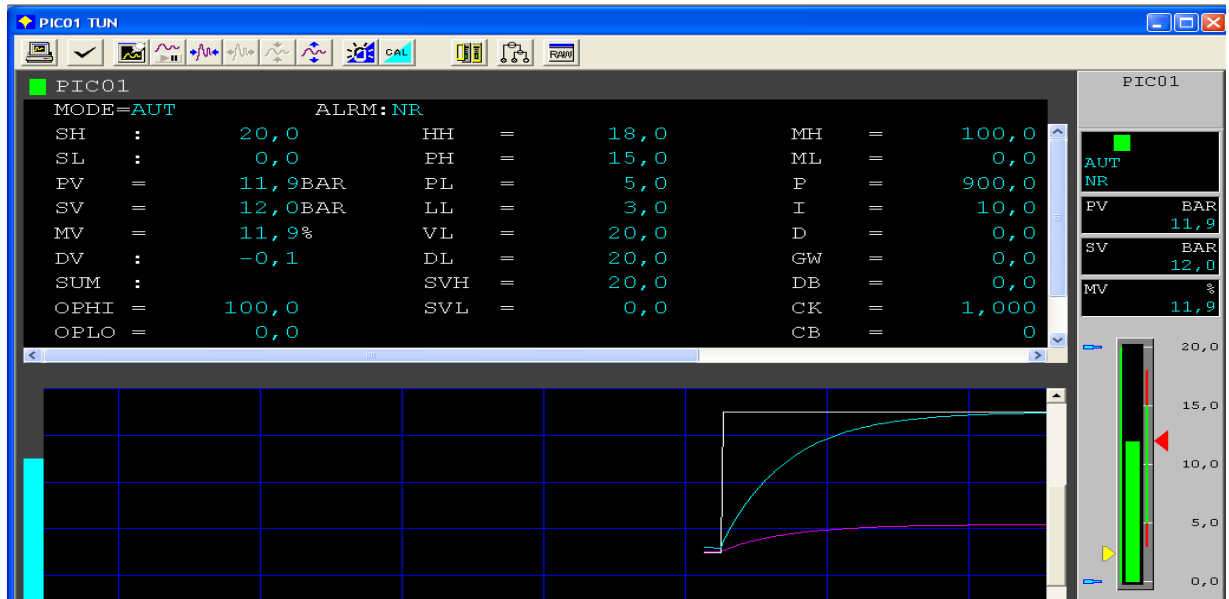 PIC01 TUN
CAL RAW
PIC01
MODE=AUT ALRM:NR
SH : 20,0 HH = 18,0 MH = 100,0
SL : 0,0 PH = 15,0 ML = 0,0
PV = 11,9BAR PL = 5,0 P = 900,0
SV = 12,0BAR LL = 3,0 I = 10,0
MV = 11,9% VL = 20,0 D = 0,0
DV : -0,1 DL = 20,0 GW = 0,0
SUM : SVH = 20,0 DB = 0,0
OPHI = 100,0 SVL = 0,0 CK = 1,000
OPLO = 0,0 CB = 0
PIC01
AUT
NR
PV BAR
11,9
SV BAR
12,0
MV %
11,9
20,0
15,0
10,0
5,0
0,0